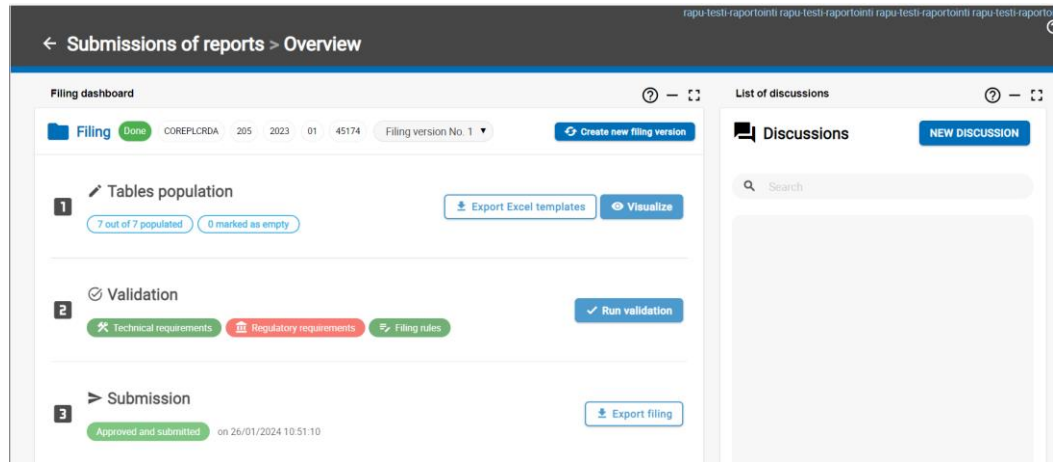 rapu-testi-raportointi rapu-testi-raportointi rapu-testi-raportointi rapu-testi-raporto
← Submissions of reports > Overview
Filing dashboard
Filing Done COREPLCRDA 205 2023 01 45174 Filing version No. 1 Create new filing version
1 Tables population
7 out of 7 populated 0 marked as empty
Export Excel templates Visualize
2 Validation
Technical requirements Regulatory requirements Filing rules
Run validation
3 Submission
Approved and submitted on 26/01/2024 10:51:10
Export filing
List of discussions
Discussions NEW DISCUSSION
Search